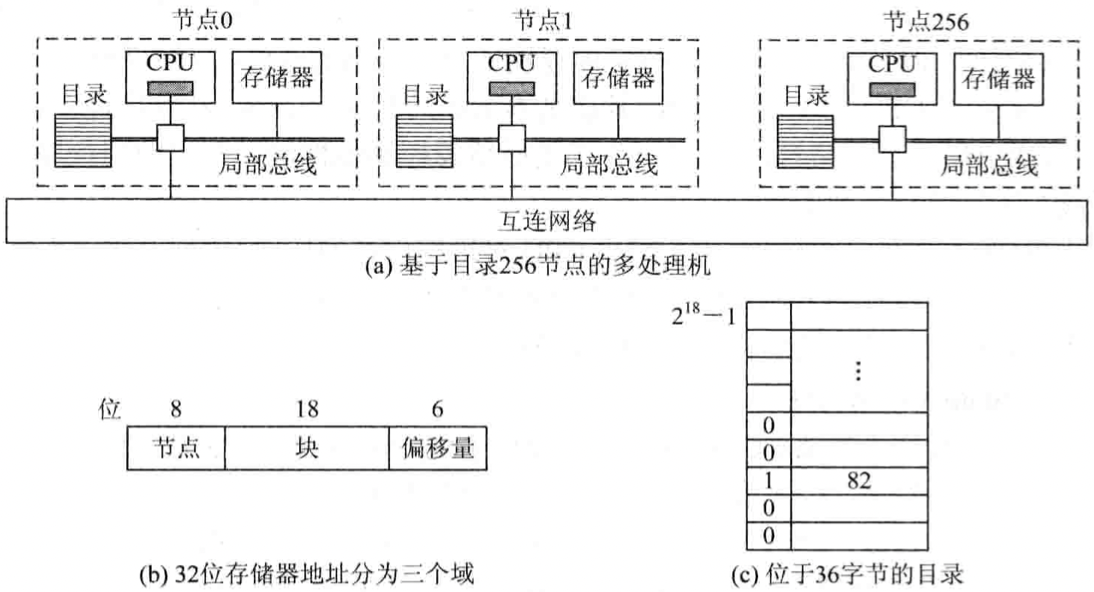 节点0 节点1 节点256
CPU 存储器 CPU 存储器 CPU 存储器
目录 目录 目录
局部总线 局部总线 局部总线
互连网络
(a) 基于目录256节点的多处理机
位 8 18 6
节点 块 偏移量
(b) 32位存储器地址分为三个域
2¹⁸－1
⋮
0
0
1 82
0
0
(c) 位于36字节的目录